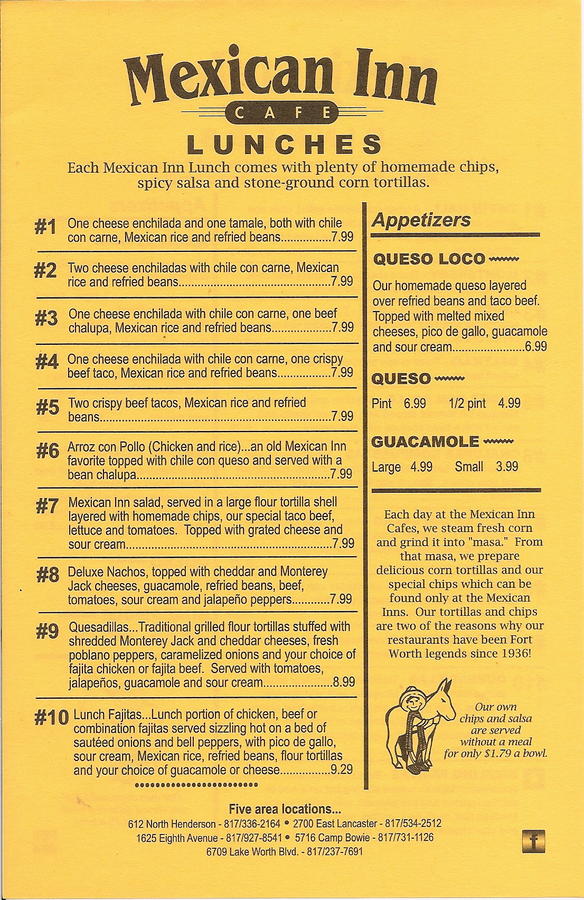 Mexican Inn
CAFE
LUNCHES
Each Mexican Inn Lunch comes with plenty of homemade chips,
spicy salsa and stone-ground corn tortillas.
#1 One cheese enchilada and one tamale, both with chile
con carne, Mexican rice and refried beans...............7.99
#2 Two cheese enchiladas with chile con carne, Mexican
rice and refried beans..............................................7.99
#3 One cheese enchilada with chile con carne, one beef
chalupa, Mexican rice and refried beans..................7.99
#4 One cheese enchilada with chile con carne, one crispy
beef taco, Mexican rice and refried beans................7.99
#5 Two crispy beef tacos, Mexican rice and refried
beans......................................................................7.99
#6 Arroz con Pollo (Chicken and rice)...an old Mexican Inn
favorite topped with chile con queso and served with a
bean chalupa..........................................................7.99
#7 Mexican Inn salad, served in a large flour tortilla shell
layered with homemade chips, our special taco beef,
lettuce and tomatoes.  Topped with grated cheese and
sour cream..............................................................7.99
#8 Deluxe Nachos, topped with cheddar and Monterey
Jack cheeses, guacamole, refried beans, beef,
tomatoes, sour cream and jalapeño peppers...........7.99
#9 Quesadillas...Traditional grilled flour tortillas stuffed with
shredded Monterey Jack and cheddar cheeses, fresh
poblano peppers, caramelized onions and your choice of
fajita chicken or fajita beef.  Served with tomatoes,
jalapeños, guacamole and sour cream.....................8.99
#10 Lunch Fajitas...Lunch portion of chicken, beef or
combination fajitas served sizzling hot on a bed of
sautéed onions and bell peppers, with pico de gallo,
sour cream, Mexican rice, refried beans, flour tortillas
and your choice of guacamole or cheese...............9.29
Appetizers
QUESO LOCO
Our homemade queso layered
over refried beans and taco beef.
Topped with melted mixed
cheeses, pico de gallo, guacamole
and sour cream......................6.99
QUESO
Pint 6.99 1/2 pint 4.99
GUACAMOLE
Large 4.99 Small 3.99
Each day at the Mexican Inn
Cafes, we steam fresh corn
and grind it into "masa."  From
that masa, we prepare
delicious corn tortillas and our
special chips which can be
found only at the Mexican
Inns.  Our tortillas and chips
are two of the reasons why our
restaurants have been Fort
Worth legends since 1936!
Our own
chips and salsa
are served
without a meal
for only $1.79 a bowl.
Five area locations...
612 North Henderson - 817/336-2164 • 2700 East Lancaster - 817/534-2512
1625 Eighth Avenue - 817/927-8541 • 5716 Camp Bowie - 817/731-1126
6709 Lake Worth Blvd. - 817/237-7691
f